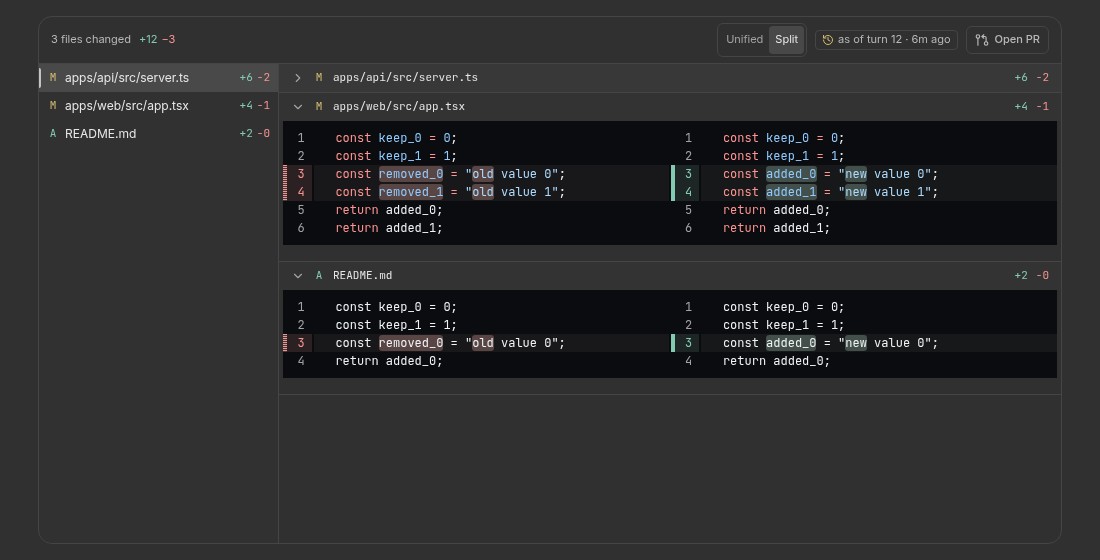 3 files changed +12 −3
Unified Split as of turn 12 · 6m ago Open PR
M apps/api/src/server.ts +6 -2
M apps/web/src/app.tsx +4 -1
A README.md +2 -0
M apps/api/src/server.ts +6 -2
M apps/web/src/app.tsx +4 -1
1 const keep_0 = 0; 1 const keep_0 = 0;
2 const keep_1 = 1; 2 const keep_1 = 1;
3 const removed_0 = "old value 0"; 3 const added_0 = "new value 0";
4 const removed_1 = "old value 1"; 4 const added_1 = "new value 1";
5 return added_0; 5 return added_0;
6 return added_1; 6 return added_1;
A README.md +2 -0
1 const keep_0 = 0; 1 const keep_0 = 0;
2 const keep_1 = 1; 2 const keep_1 = 1;
3 const removed_0 = "old value 0"; 3 const added_0 = "new value 0";
4 return added_0; 4 return added_0;